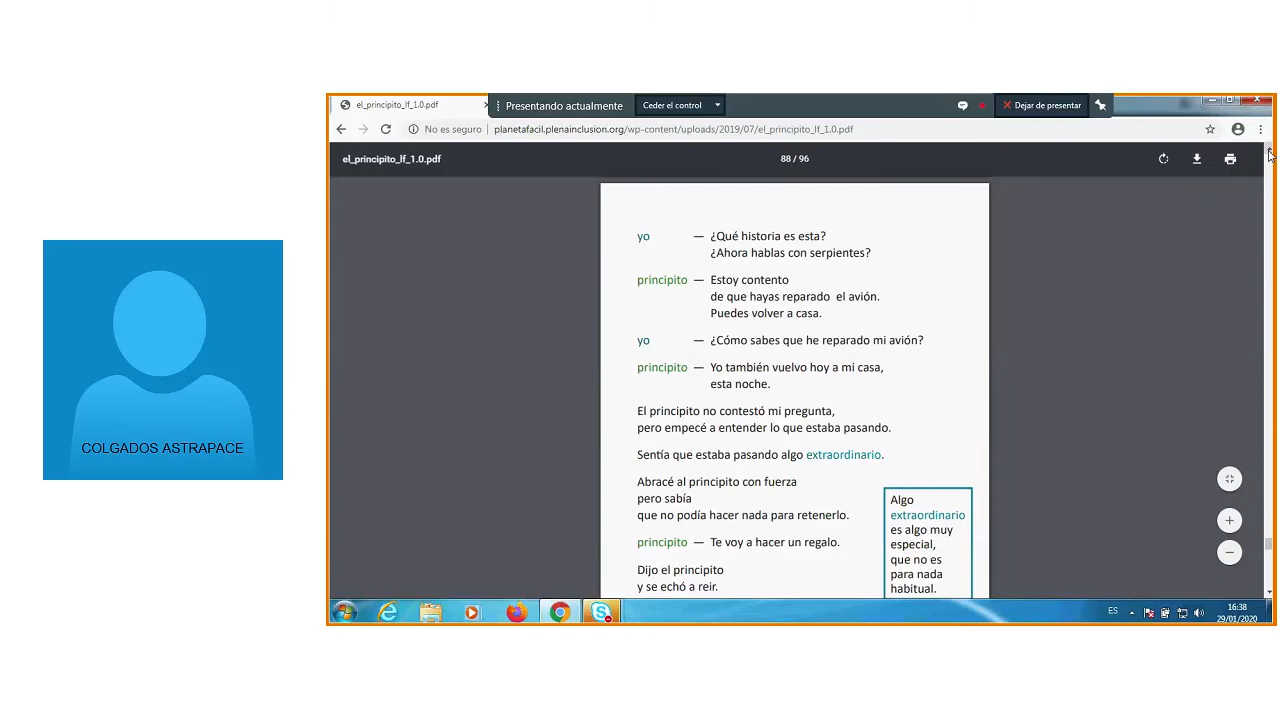 el_principito_lf_1.0.pdf
Presentando actualmente
Ceder el control
Dejar de presentar
No es seguro
planetafacil.plenainclusion.org/wp-content/uploads/2019/07/el_principito_lf_1.0.pdf
el_principito_lf_1.0.pdf
88 / 96
yo — ¿Qué historia es esta?
¿Ahora hablas con serpientes?
principito — Estoy contento
de que hayas reparado el avión.
Puedes volver a casa.
yo — ¿Cómo sabes que he reparado mi avión?
principito — Yo también vuelvo hoy a mi casa,
esta noche.
El principito no contestó mi pregunta,
pero empecé a entender lo que estaba pasando.
Sentía que estaba pasando algo extraordinario.
Abracé al principito con fuerza
pero sabía
que no podía hacer nada para retenerlo.
principito — Te voy a hacer un regalo.
Dijo el principito
y se echó a reir.
Algo
extraordinario
es algo muy
especial,
que no es
para nada
habitual.
COLGADOS ASTRAPACE
ES
16:38
29/01/2020